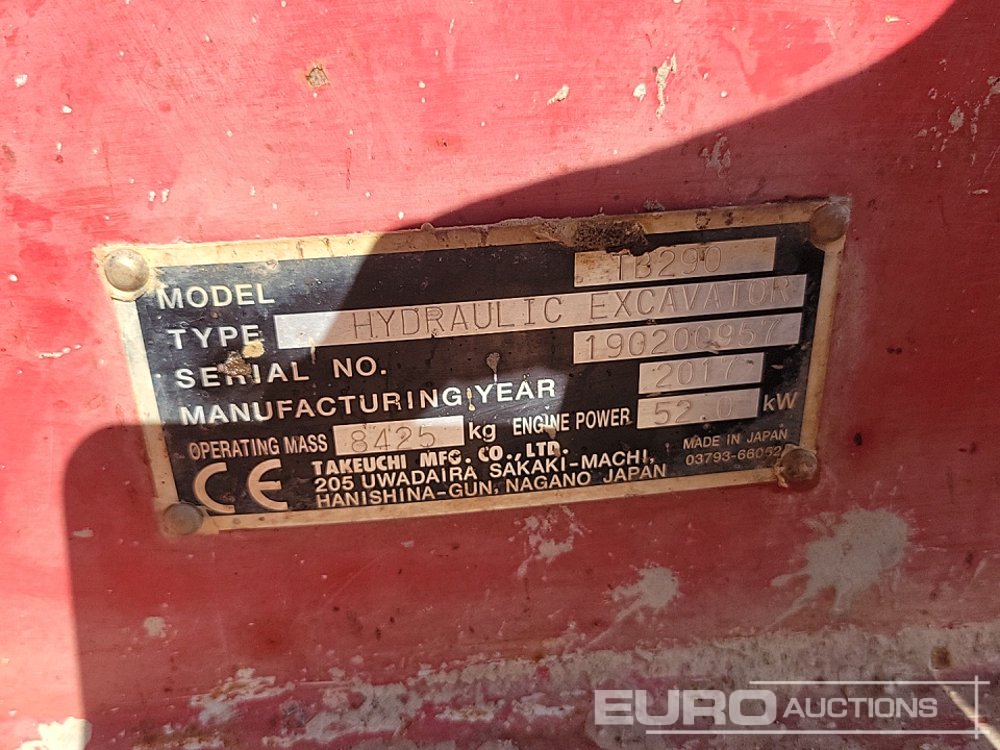 MODEL TB290
TYPE HYDRAULIC EXCAVATOR
SERIAL NO. 190200957
MANUFACTURING YEAR 2017
OPERATING MASS 8425 kg ENGINE POWER 52.0 kW
CE TAKEUCHI MFG. CO., LTD. MADE IN JAPAN
205 UWADAIRA SAKAKI-MACHI, 03793-66052
HANISHINA-GUN, NAGANO JAPAN
EURO AUCTIONS